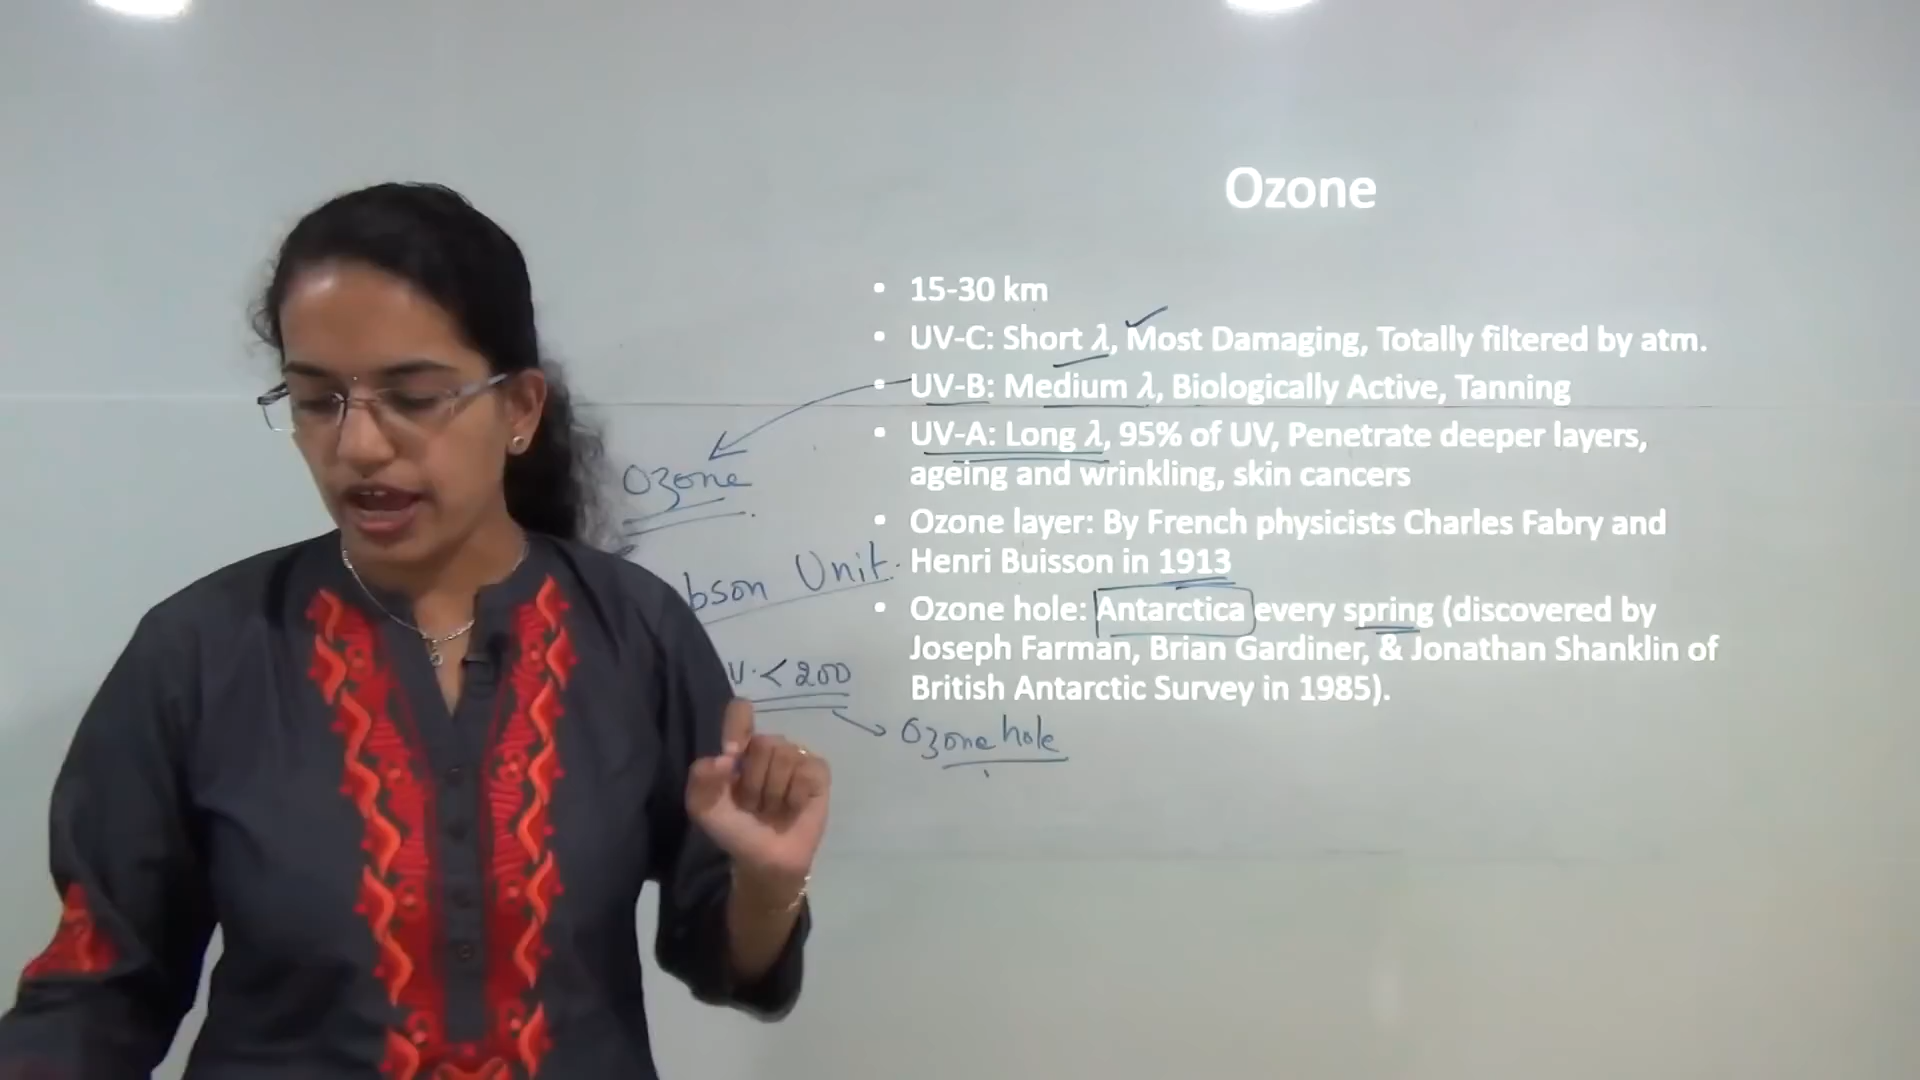 Ozone
• 15-30 km
• UV-C: Short λ, Most Damaging, Totally filtered by atm.
• UV-B: Medium λ, Biologically Active, Tanning
• UV-A: Long λ, 95% of UV, Penetrate deeper layers,
ageing and wrinkling, skin cancers
• Ozone layer: By French physicists Charles Fabry and
Henri Buisson in 1913
• Ozone hole: Antarctica every spring (discovered by
Joseph Farman, Brian Gardiner, & Jonathan Shanklin of
British Antarctic Survey in 1985).
Ozone
bson Unit.
< 200
Ozone hole